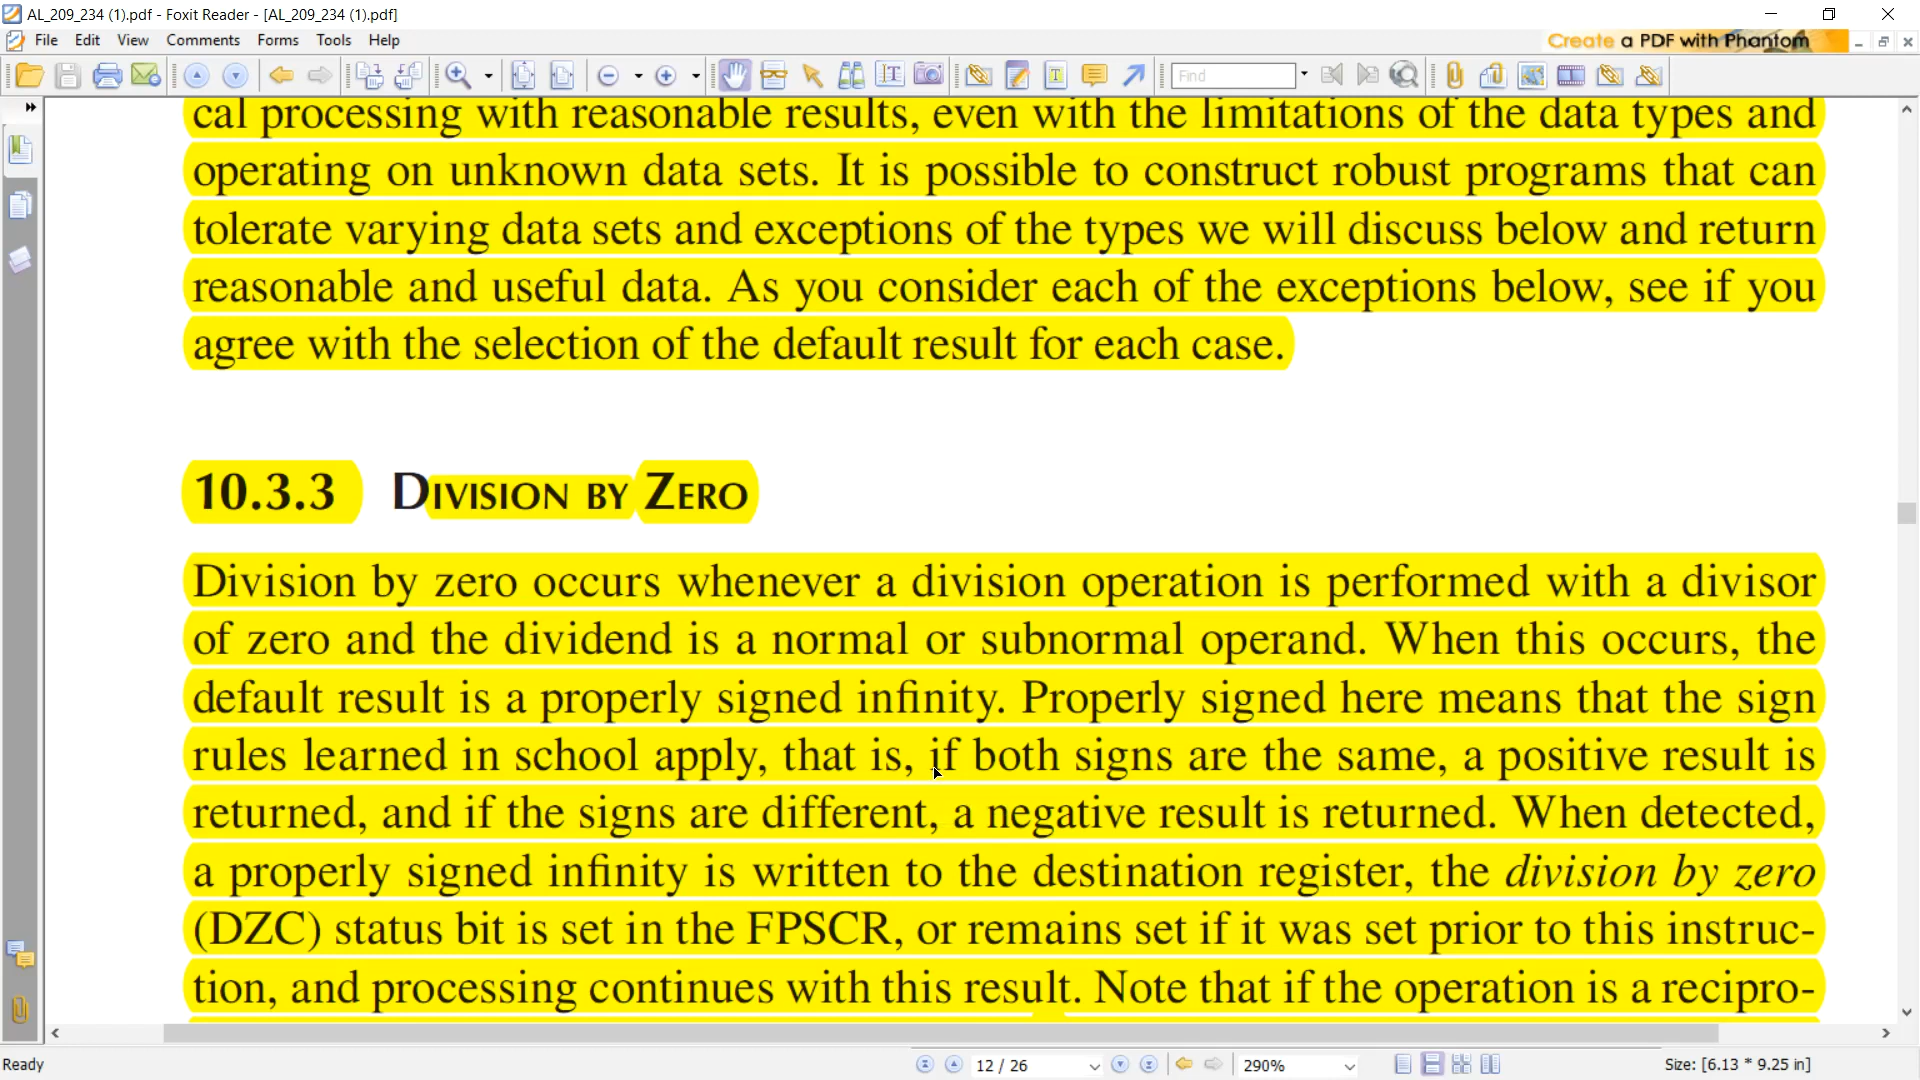 AL_209_234 (1).pdf - Foxit Reader - [AL_209_234 (1).pdf]
File Edit View Comments Forms Tools Help
Create a PDF with Phantom
Find
cal processing with reasonable results, even with the limitations of the data types and
operating on unknown data sets. It is possible to construct robust programs that can
tolerate varying data sets and exceptions of the types we will discuss below and return
reasonable and useful data. As you consider each of the exceptions below, see if you
agree with the selection of the default result for each case.
10.3.3 DIVISION BY ZERO
Division by zero occurs whenever a division operation is performed with a divisor
of zero and the dividend is a normal or subnormal operand. When this occurs, the
default result is a properly signed infinity. Properly signed here means that the sign
rules learned in school apply, that is, if both signs are the same, a positive result is
returned, and if the signs are different, a negative result is returned. When detected,
a properly signed infinity is written to the destination register, the division by zero
(DZC) status bit is set in the FPSCR, or remains set if it was set prior to this instruc-
tion, and processing continues with this result. Note that if the operation is a recipro-
Ready 12 / 26 290% Size: [6.13 * 9.25 in]